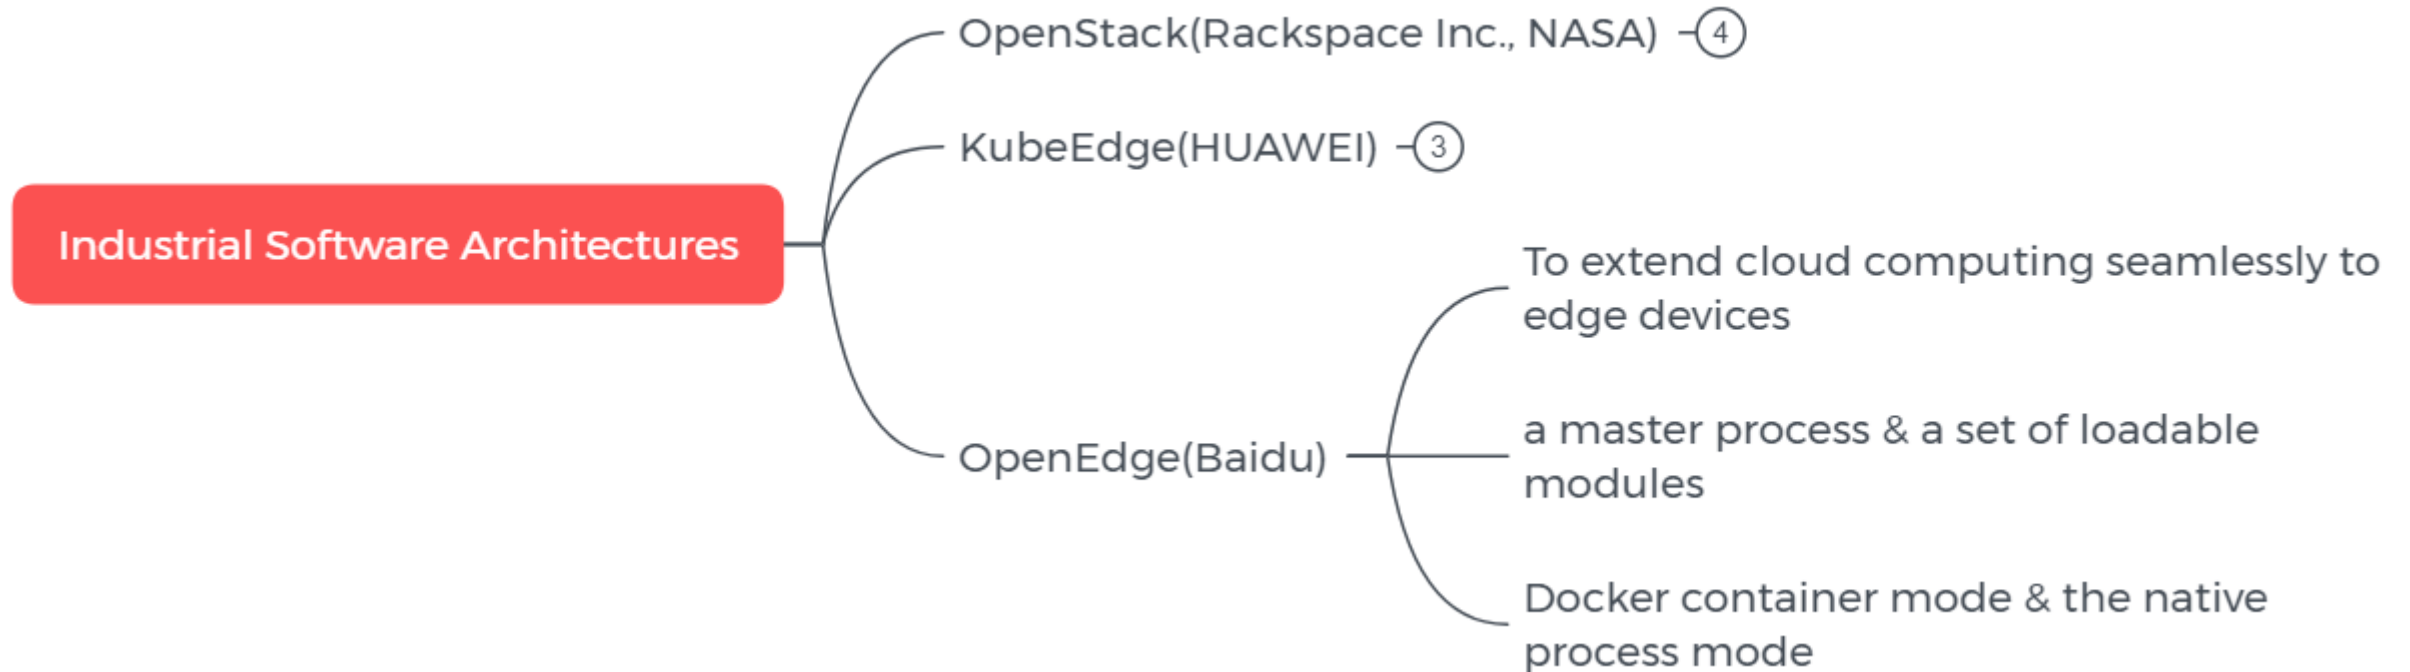 OpenStack(Rackspace Inc., NASA) 4
KubeEdge(HUAWEI) 3
Industrial Software Architectures
To extend cloud computing seamlessly to
edge devices
OpenEdge(Baidu)
a master process & a set of loadable
modules
Docker container mode & the native
process mode